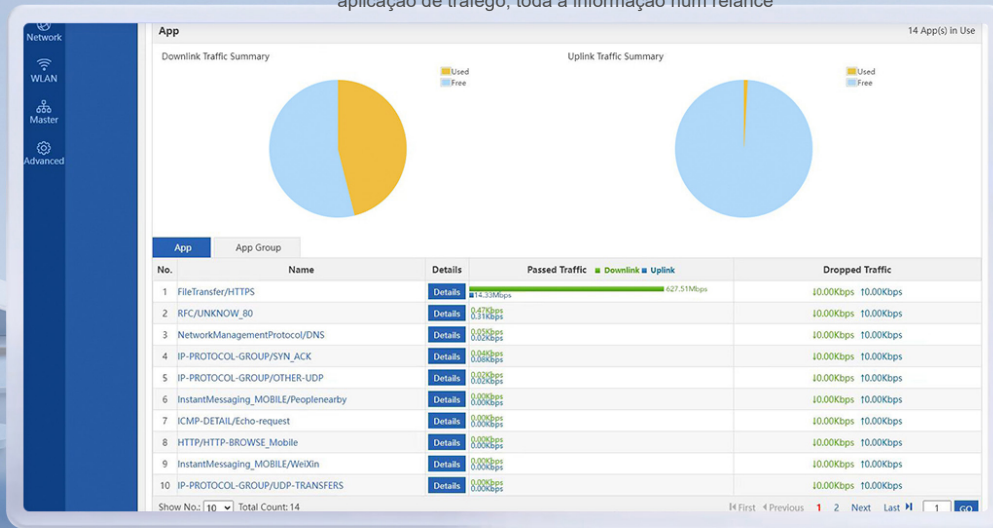 aplicação de tráfego, toda a informação num relance
Network
WLAN
Master
Advanced
App
14 App(s) in Use
Downlink Traffic Summary
Used
Free
Uplink Traffic Summary
Used
Free
App App Group
No. Name Details Passed Traffic Downlink Uplink Dropped Traffic
1 FileTransfer/HTTPS Details 627.51Mbps 14.33Mbps ↓0.00Kbps ↑0.00Kbps
2 RFC/UNKNOW_80 Details 0.47Kbps 0.31Kbps ↓0.00Kbps ↑0.00Kbps
3 NetworkManagementProtocol/DNS Details 0.05Kbps 0.02Kbps ↓0.00Kbps ↑0.00Kbps
4 IP-PROTOCOL-GROUP/SYN_ACK Details 0.04Kbps 0.08Kbps ↓0.00Kbps ↑0.00Kbps
5 IP-PROTOCOL-GROUP/OTHER-UDP Details 0.02Kbps 0.02Kbps ↓0.00Kbps ↑0.00Kbps
6 InstantMessaging_MOBILE/Peoplenearby Details 0.00Kbps 0.00Kbps ↓0.00Kbps ↑0.00Kbps
7 ICMP-DETAIL/Echo-request Details 0.00Kbps 0.00Kbps ↓0.00Kbps ↑0.00Kbps
8 HTTP/HTTP-BROWSE_Mobile Details 0.00Kbps 0.00Kbps ↓0.00Kbps ↑0.00Kbps
9 InstantMessaging_MOBILE/WeiXin Details 0.00Kbps 0.00Kbps ↓0.00Kbps ↑0.00Kbps
10 IP-PROTOCOL-GROUP/UDP-TRANSFERS Details 0.00Kbps 0.00Kbps ↓0.00Kbps ↑0.00Kbps
Show No.: 10 Total Count: 14 First Previous 1 2 Next Last 1 GO